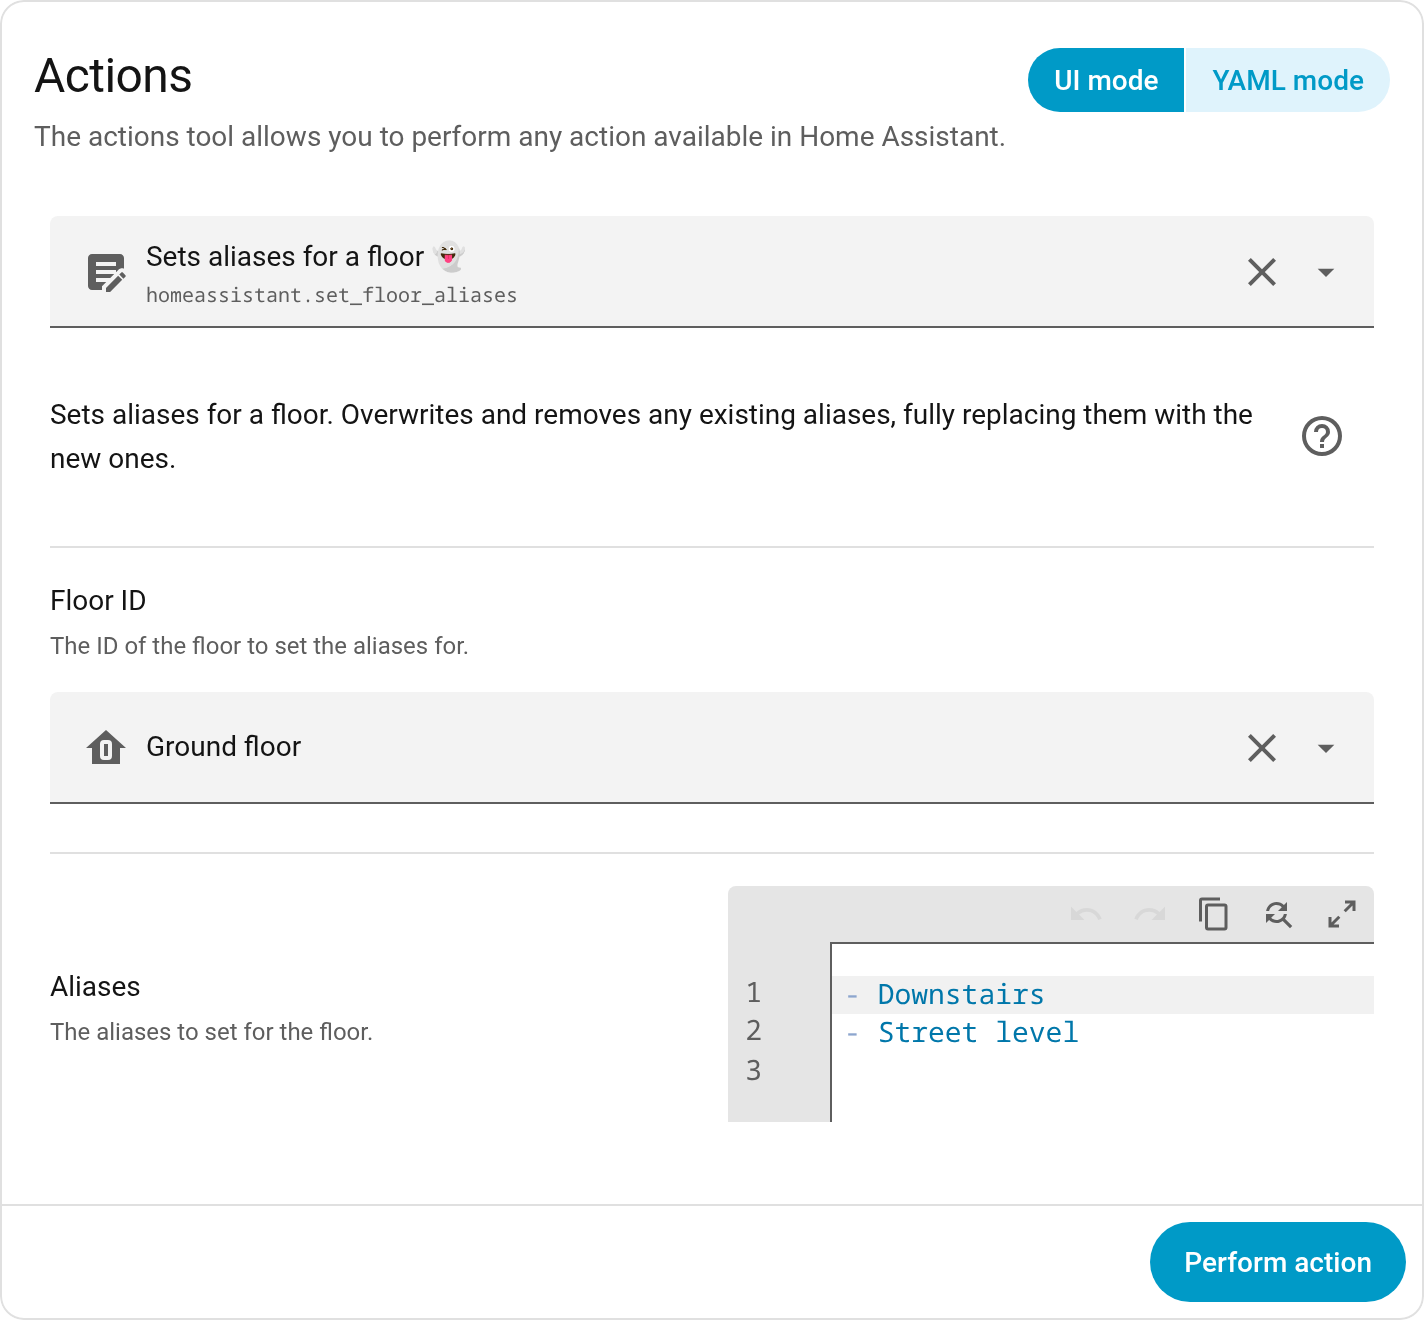 Actions
UI mode
YAML mode
The actions tool allows you to perform any action available in Home Assistant.
Sets aliases for a floor 👻
homeassistant.set_floor_aliases
Sets aliases for a floor. Overwrites and removes any existing aliases, fully replacing them with the
new ones.
Floor ID
The ID of the floor to set the aliases for.
0
Ground floor
Aliases
The aliases to set for the floor.
1 - Downstairs
2 - Street level
3
Perform action